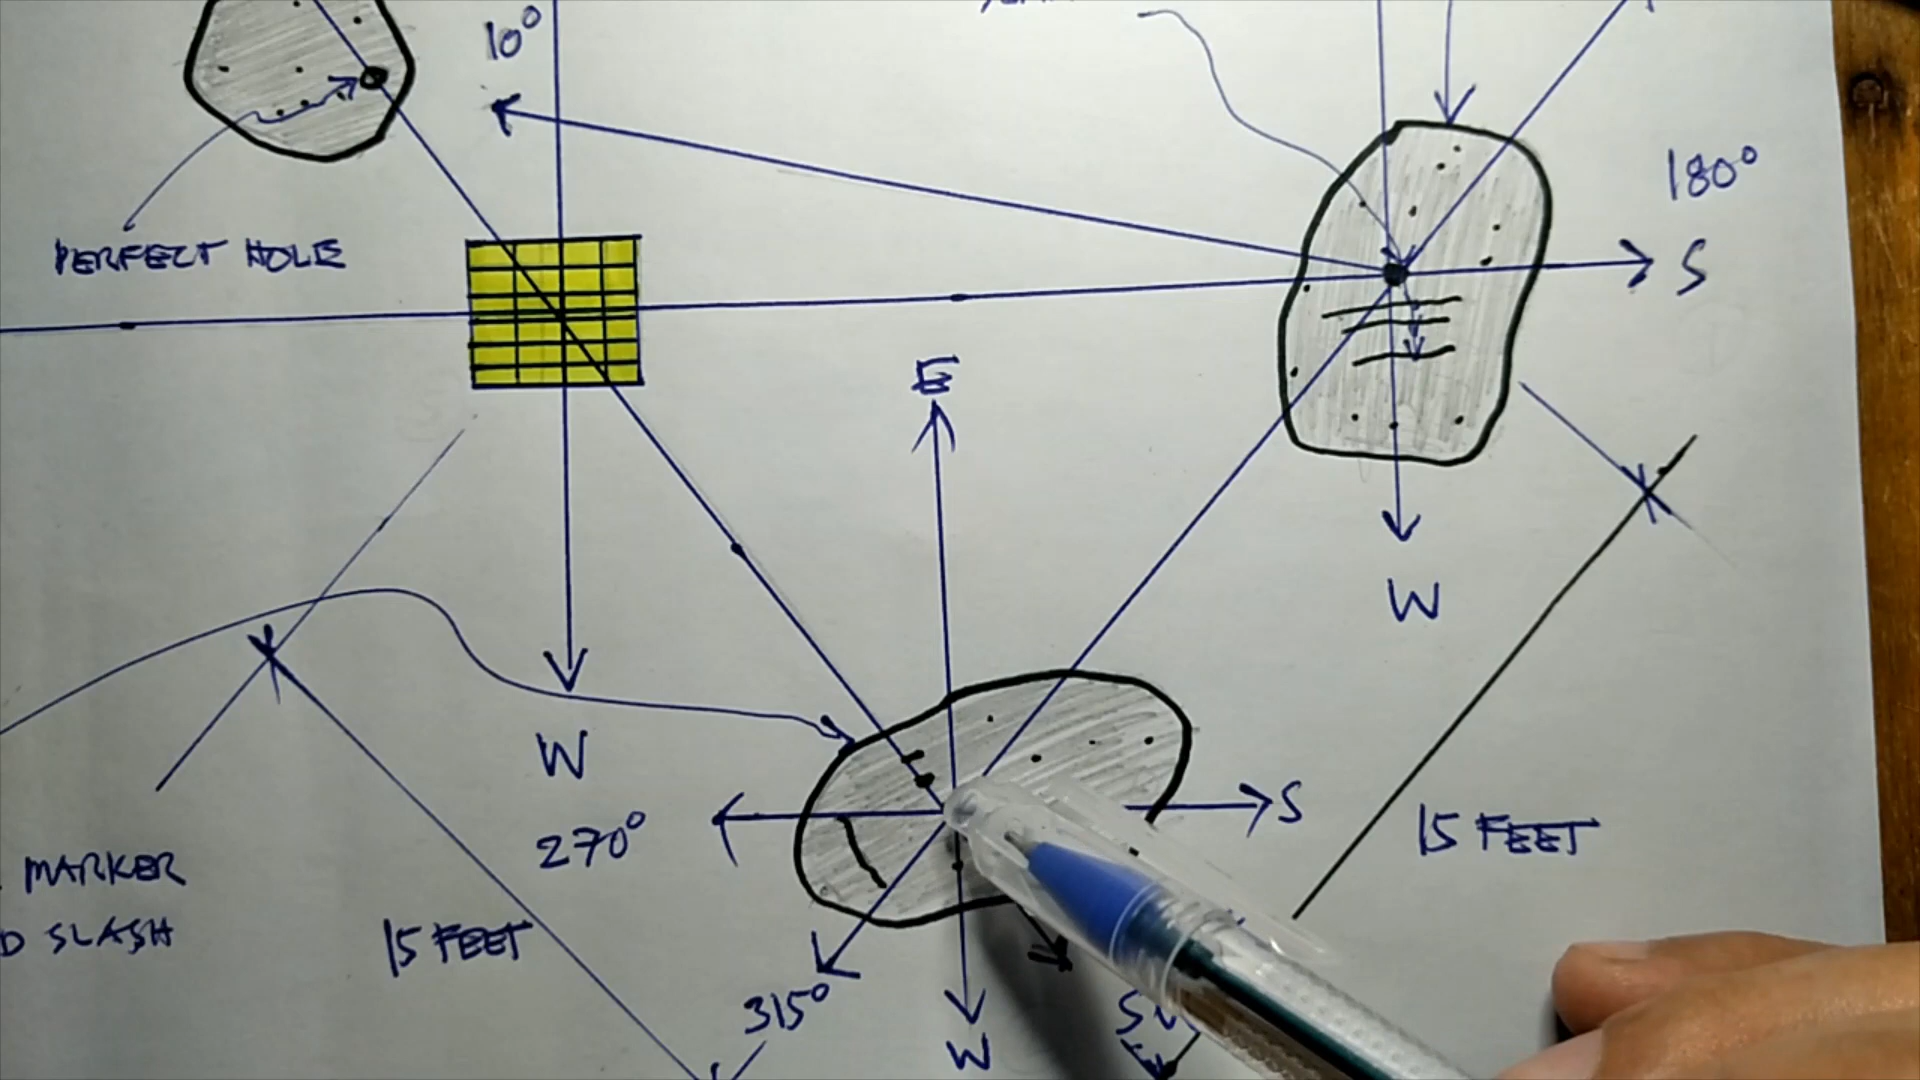 10°
180°
PERFECT HOLE
S
E
W
W
S
270°
15 FEET
MARKER
D SLASH
15 FEET
315°
W